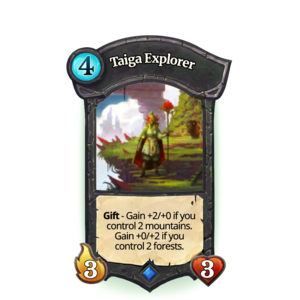 4
Taiga Explorer
Gift - Gain +2/+0 if you
control 2 mountains.
Gain +0/+2 if you
control 2 forests.
3
3